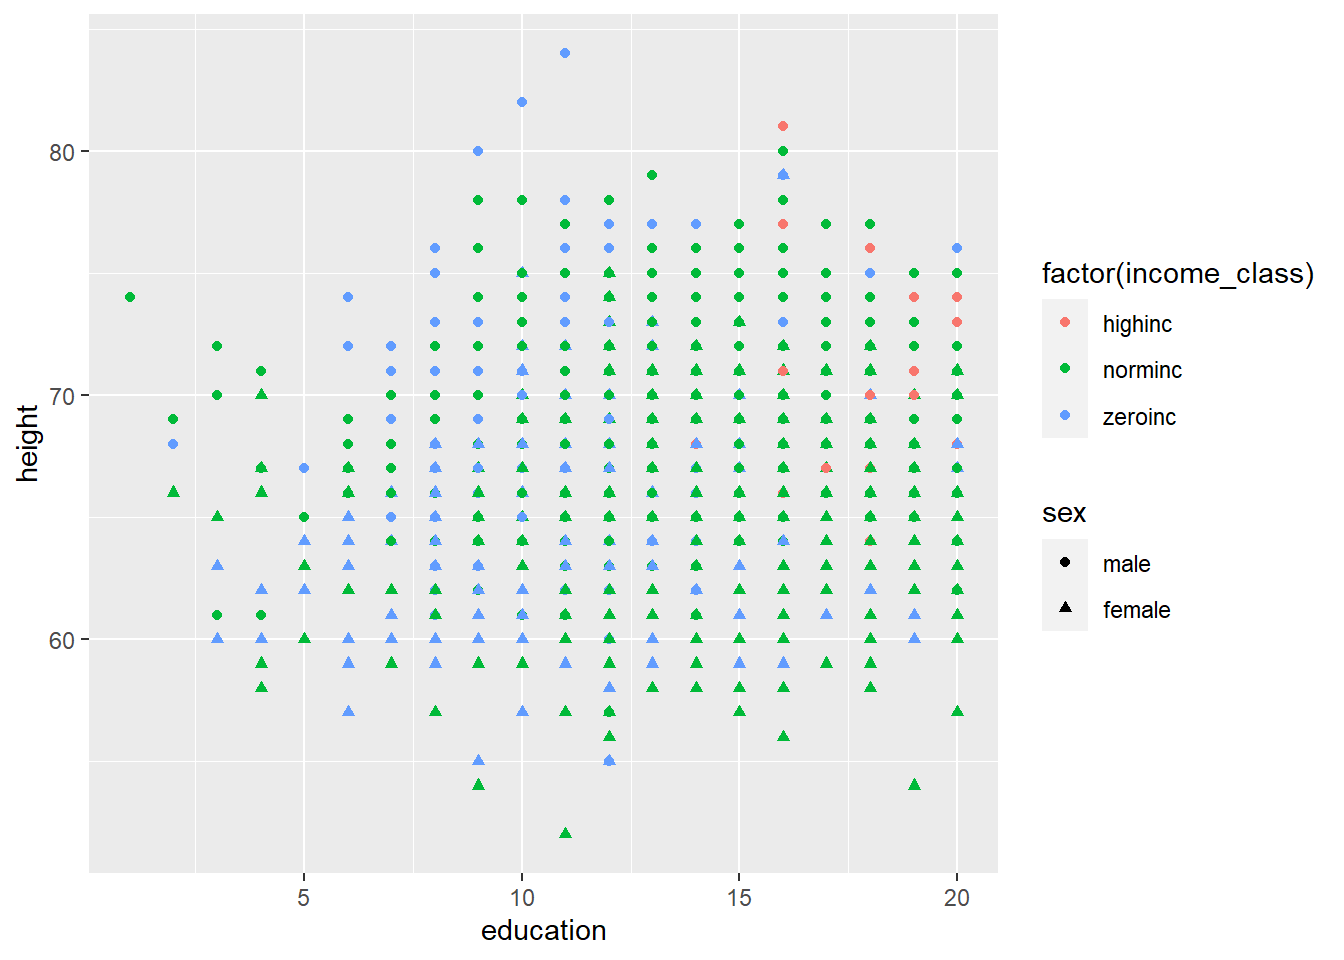 80
70
60
height
5 10 15 20
education
factor(income_class)
highinc
norminc
zeroinc
sex
male
female